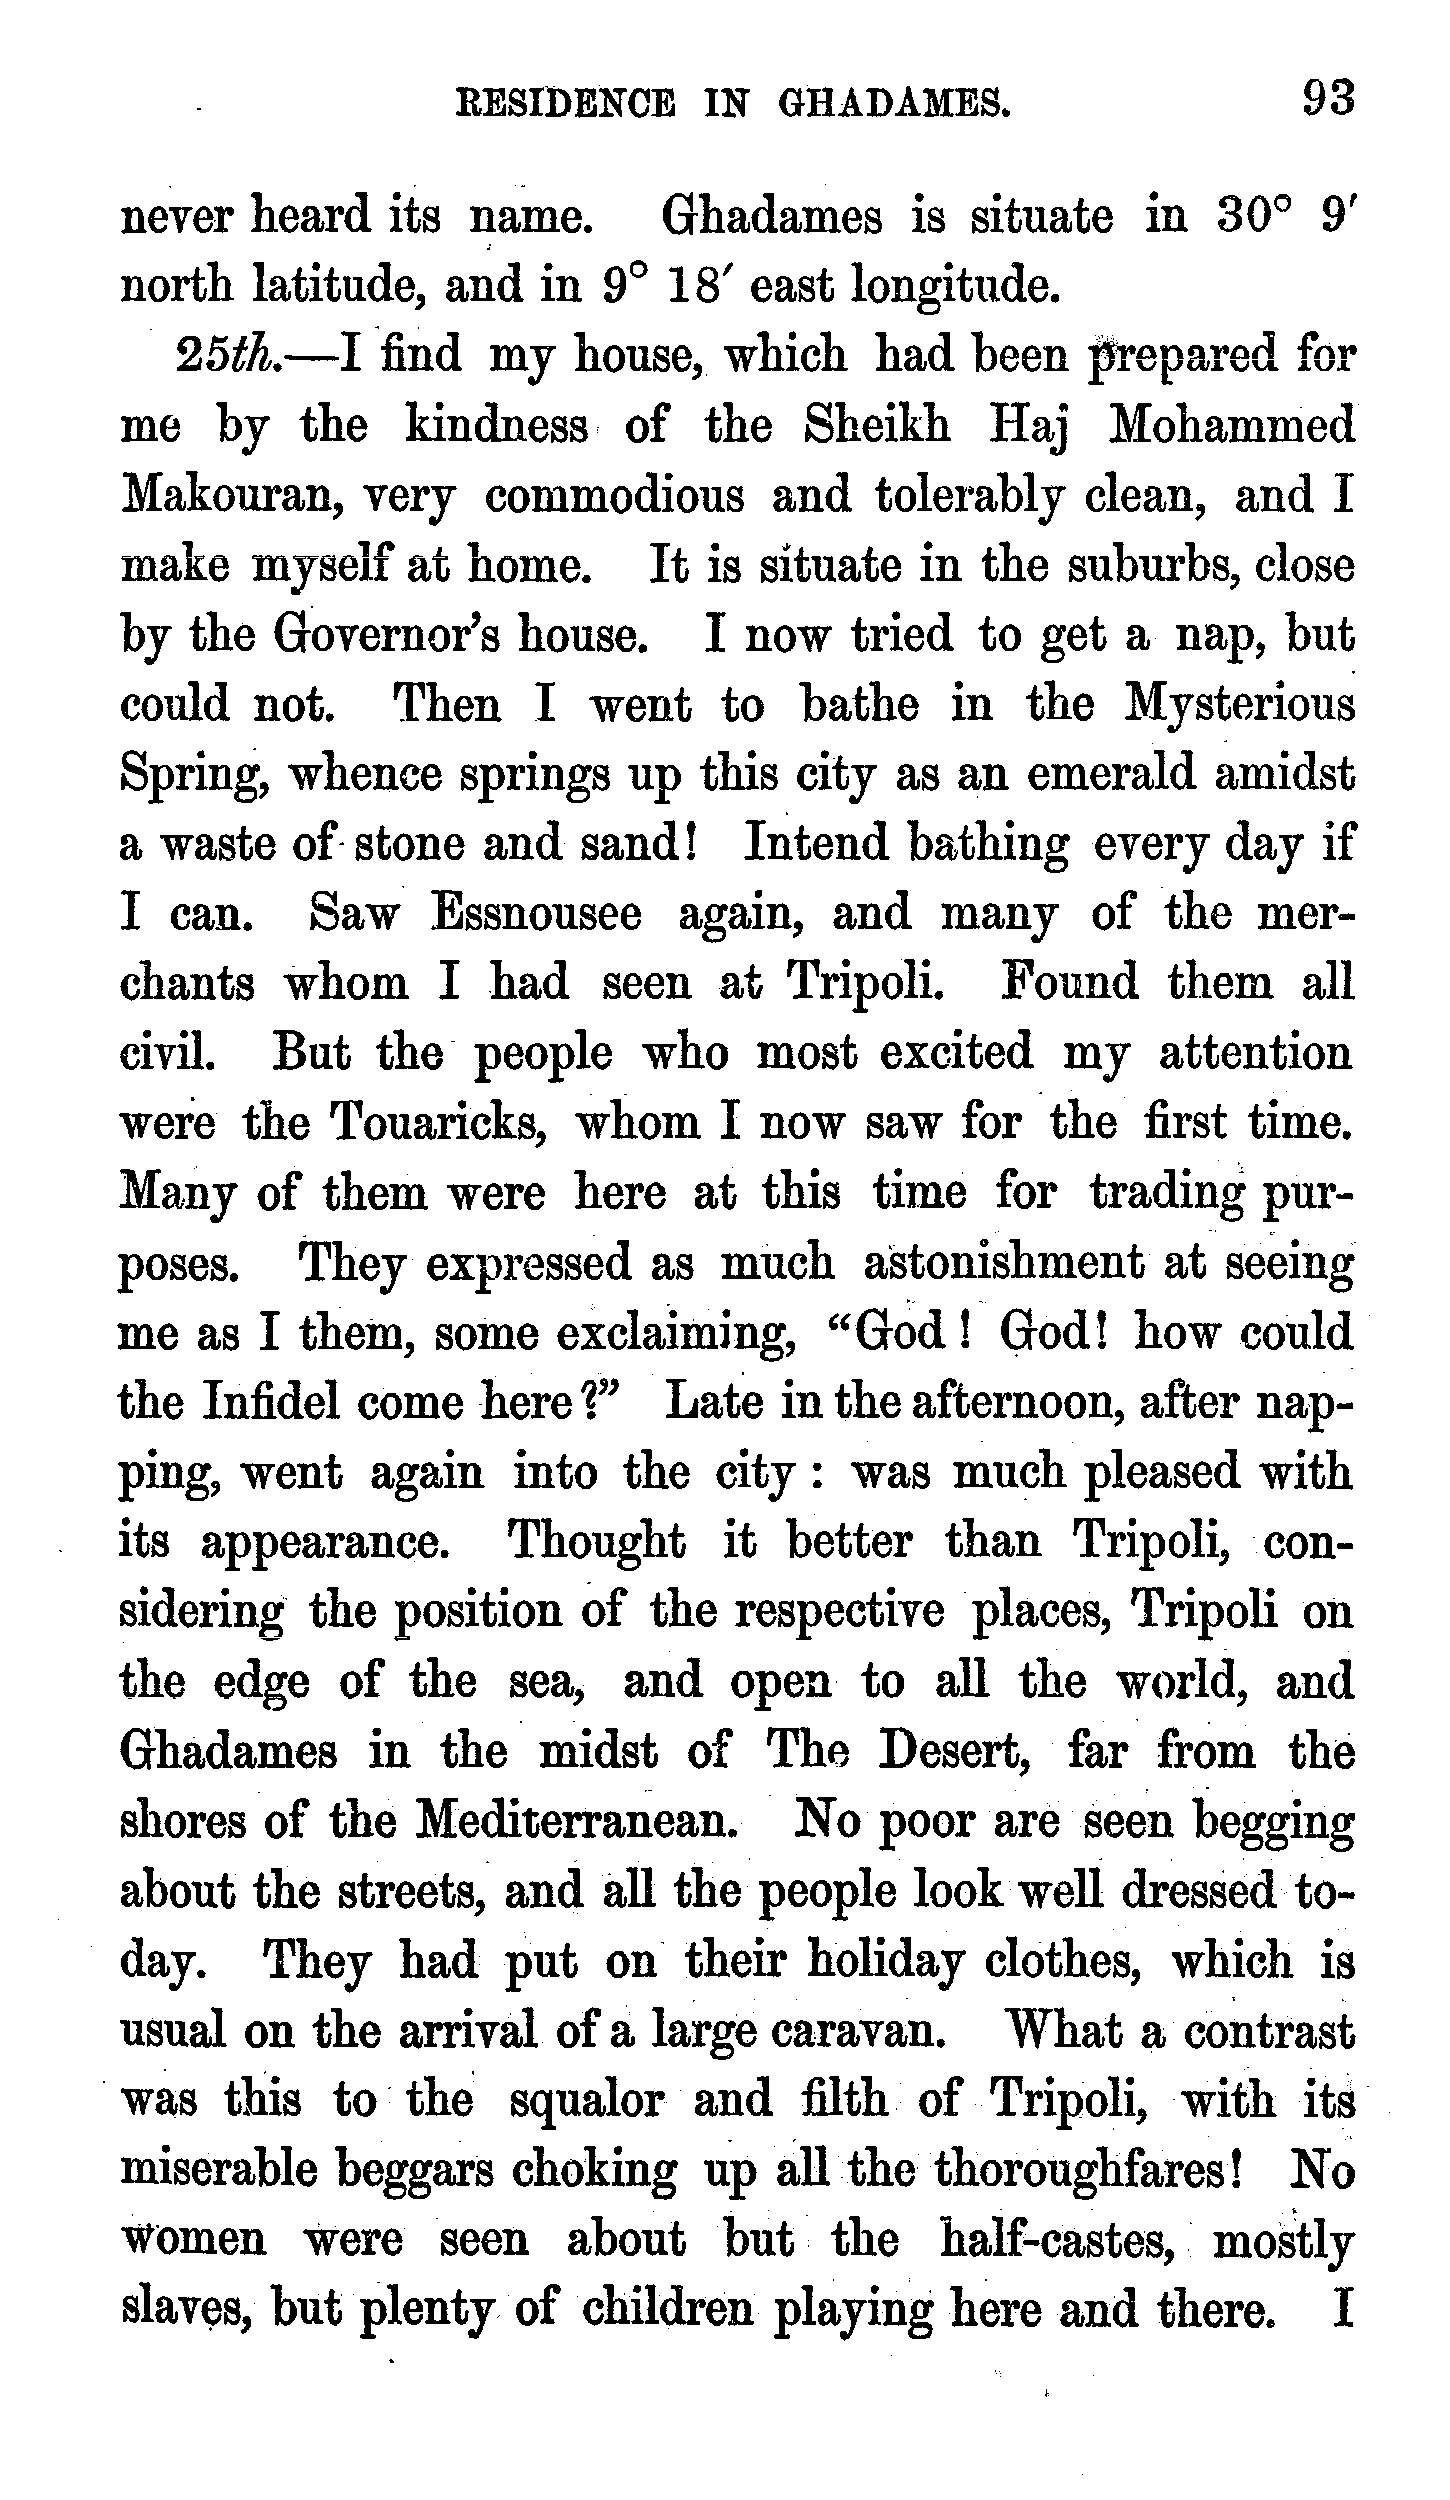 RESIDENCE IN GHADAMES. 93
never heard its name. Ghadames is situate in 30° 9′
north latitude, and in 9° 18′ east longitude.
25th.—I find my house, which had been prepared for
me by the kindness of the Sheikh Haj Mohammed
Makouran, very commodious and tolerably clean, and I
make myself at home. It is situate in the suburbs, close
by the Governor's house. I now tried to get a nap, but
could not. Then I went to bathe in the Mysterious
Spring, whence springs up this city as an emerald amidst
a waste of stone and sand! Intend bathing every day if
I can. Saw Essnousee again, and many of the mer-
chants whom I had seen at Tripoli. Found them all
civil. But the people who most excited my attention
were the Touaricks, whom I now saw for the first time.
Many of them were here at this time for trading pur-
poses. They expressed as much astonishment at seeing
me as I them, some exclaiming, “God! God! how could
the Infidel come here?” Late in the afternoon, after nap-
ping, went again into the city: was much pleased with
its appearance. Thought it better than Tripoli, con-
sidering the position of the respective places, Tripoli on
the edge of the sea, and open to all the world, and
Ghadames in the midst of The Desert, far from the
shores of the Mediterranean. No poor are seen begging
about the streets, and all the people look well dressed to-
day. They had put on their holiday clothes, which is
usual on the arrival of a large caravan. What a contrast
was this to the squalor and filth of Tripoli, with its
miserable beggars choking up all the thoroughfares! No
women were seen about but the half-castes, mostly
slaves, but plenty of children playing here and there. I